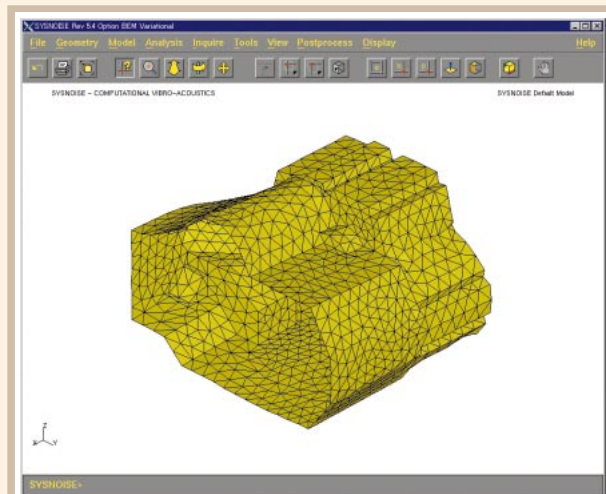 SYSNOISE Rev 5.4 Option BEM Variational
File Geometry Model Analysis Inquire Tools View Postprocess Display Help
SYSNOISE - COMPUTATIONAL VIBRO-ACOUSTICS
SYSNOISE Default Model
Z
X Y
SYSNOISE>